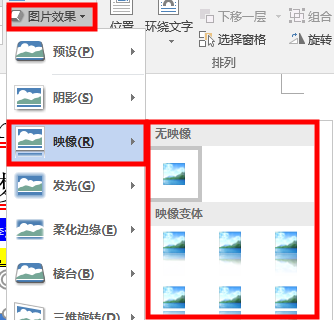 图片效果
位置
环绕文字
下移一层
选择窗格
组合
旋转
排列
预设(P)
阴影(S)
映像(R)
发光(G)
柔化边缘(E)
棱台(B)
三维旋转(D)
无映像
映像变体